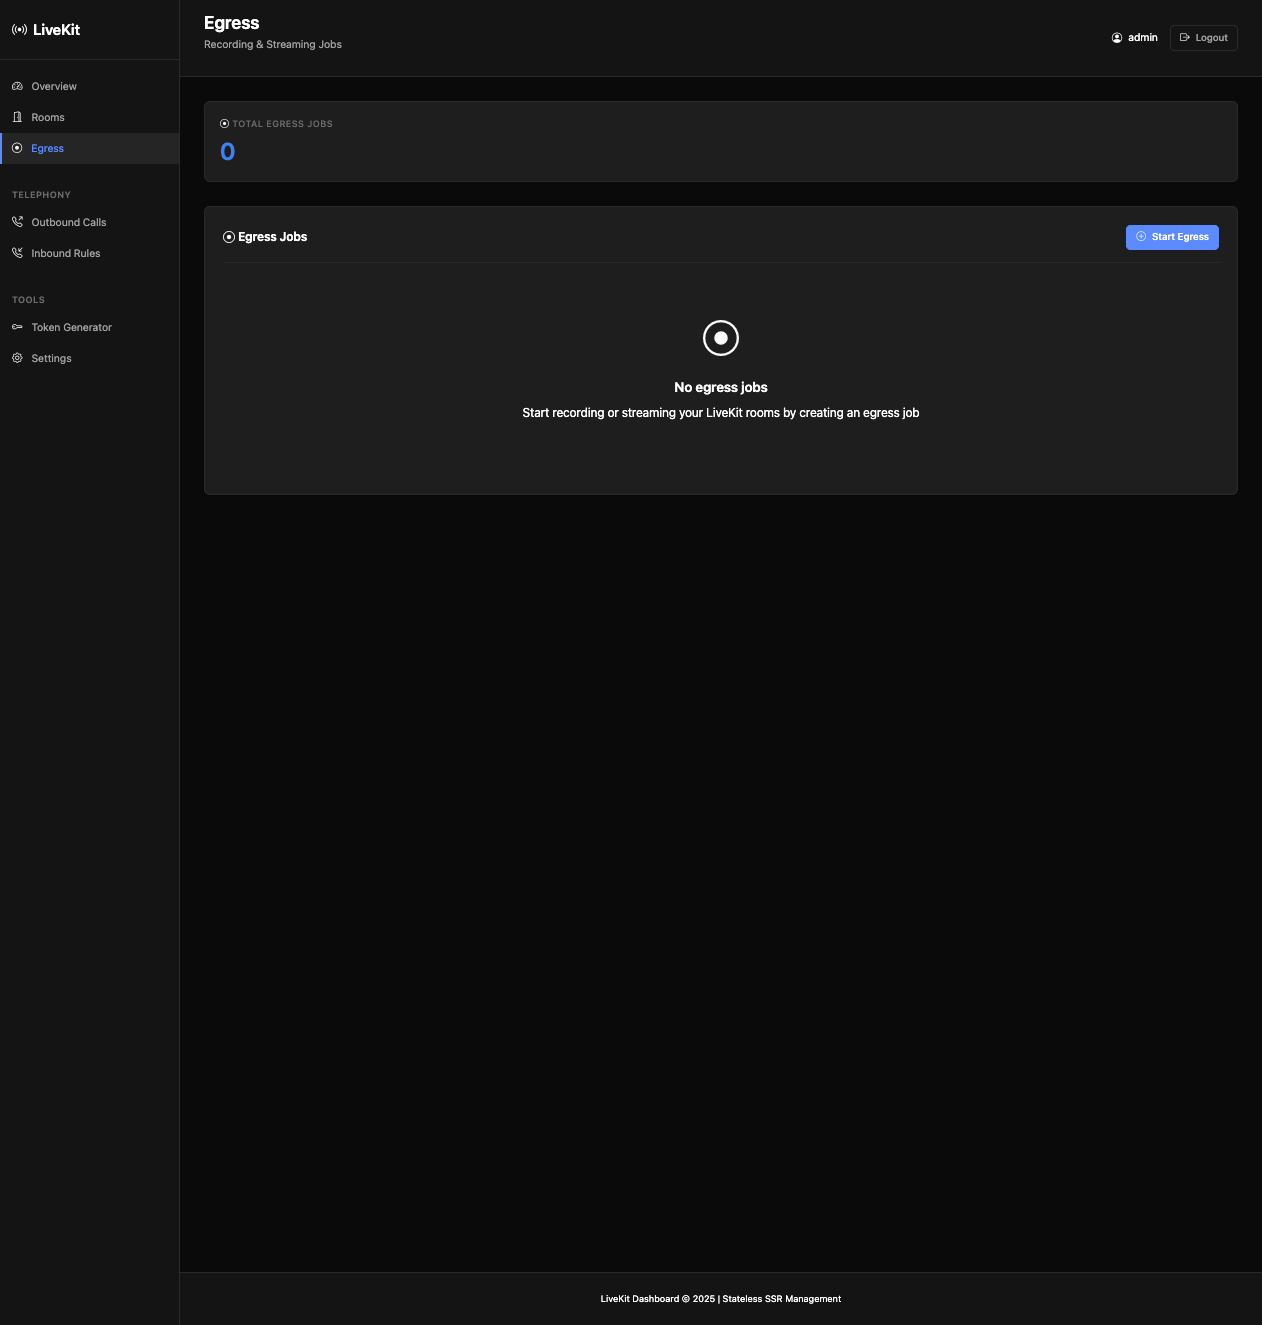 LiveKit
Overview
Rooms
Egress
TELEPHONY
Outbound Calls
Inbound Rules
TOOLS
Token Generator
Settings
Egress
Recording & Streaming Jobs
admin
Logout
TOTAL EGRESS JOBS
0
Egress Jobs
Start Egress
No egress jobs
Start recording or streaming your LiveKit rooms by creating an egress job
LiveKit Dashboard © 2025 | Stateless SSR Management